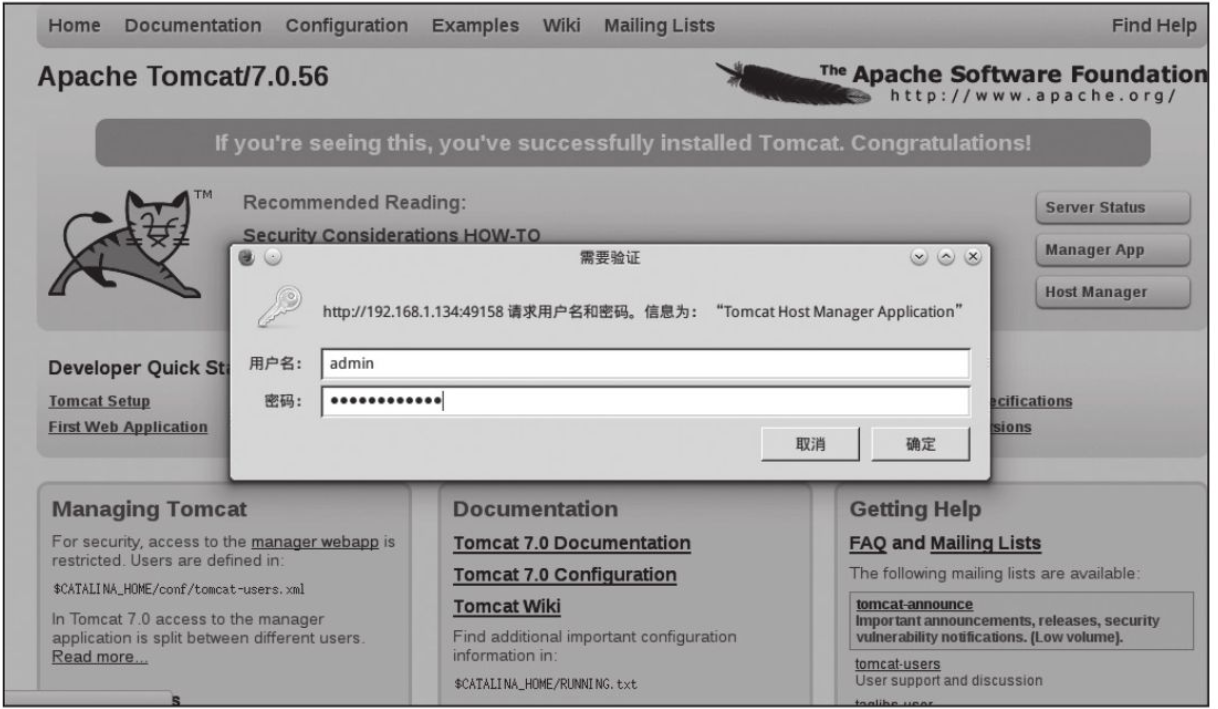 Home Documentation Configuration Examples Wiki Mailing Lists Find Help
Apache Tomcat/7.0.56
The Apache Software Foundation
http://www.apache.org/
If you're seeing this, you've successfully installed Tomcat. Congratulations!
TM
Recommended Reading:
Security Considerations HOW-TO
Server Status
Manager App
Host Manager
需要验证
http://192.168.1.134:49158 请求用户名和密码。信息为： “Tomcat Host Manager Application”
用户名： admin
密码： ••••••••••••
取消 确定
Developer Quick Sta
Tomcat Setup
First Web Application
ecifications
sions
Managing Tomcat
For security, access to the manager webapp is
restricted. Users are defined in:
$CATALINA_HOME/conf/tomcat-users.xml
In Tomcat 7.0 access to the manager
application is split between different users.
Read more...
s
Documentation
Tomcat 7.0 Documentation
Tomcat 7.0 Configuration
Tomcat Wiki
Find additional important configuration
information in:
$CATALINA_HOME/RUNNING.txt
Getting Help
FAQ and Mailing Lists
The following mailing lists are available:
tomcat-announce
Important announcements, releases, security
vulnerability notifications. (Low volume).
tomcat-users
User support and discussion
taglibs-user